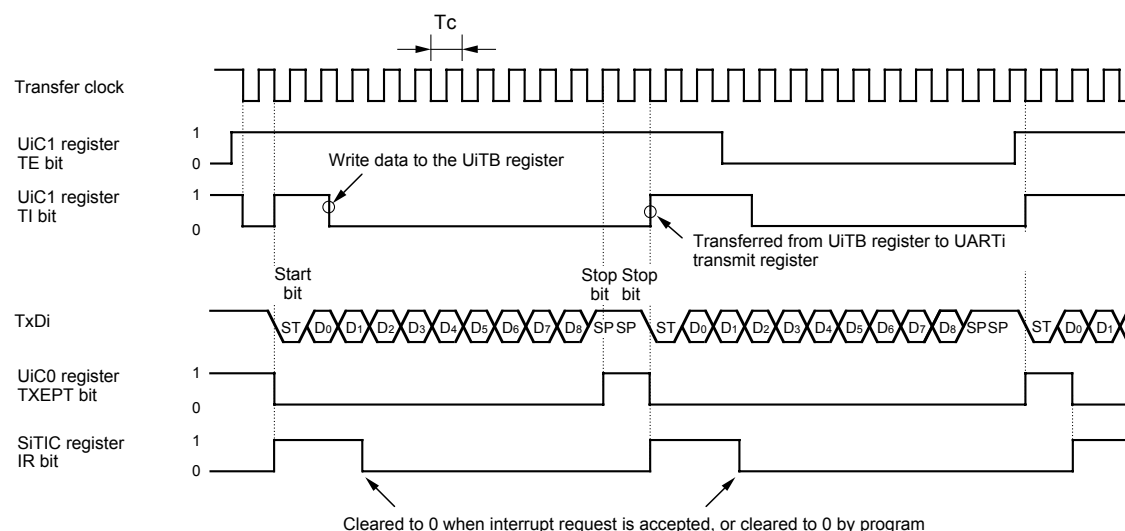 Tc
Transfer clock
UiC1 register
TE bit
1
0
Write data to the UiTB register
UiC1 register
TI bit
1
0
Transferred from UiTB register to UARTi
transmit register
Start
bit
Stop Stop
bit bit
TxDi
ST D0 D1 D2 D3 D4 D5 D6 D7 D8 SP SP ST D0 D1 D2 D3 D4 D5 D6 D7 D8 SP SP ST D0 D1
UiC0 register
TXEPT bit
1
0
SiTIC register
IR bit
1
0
Cleared to 0 when interrupt request is accepted, or cleared to 0 by program